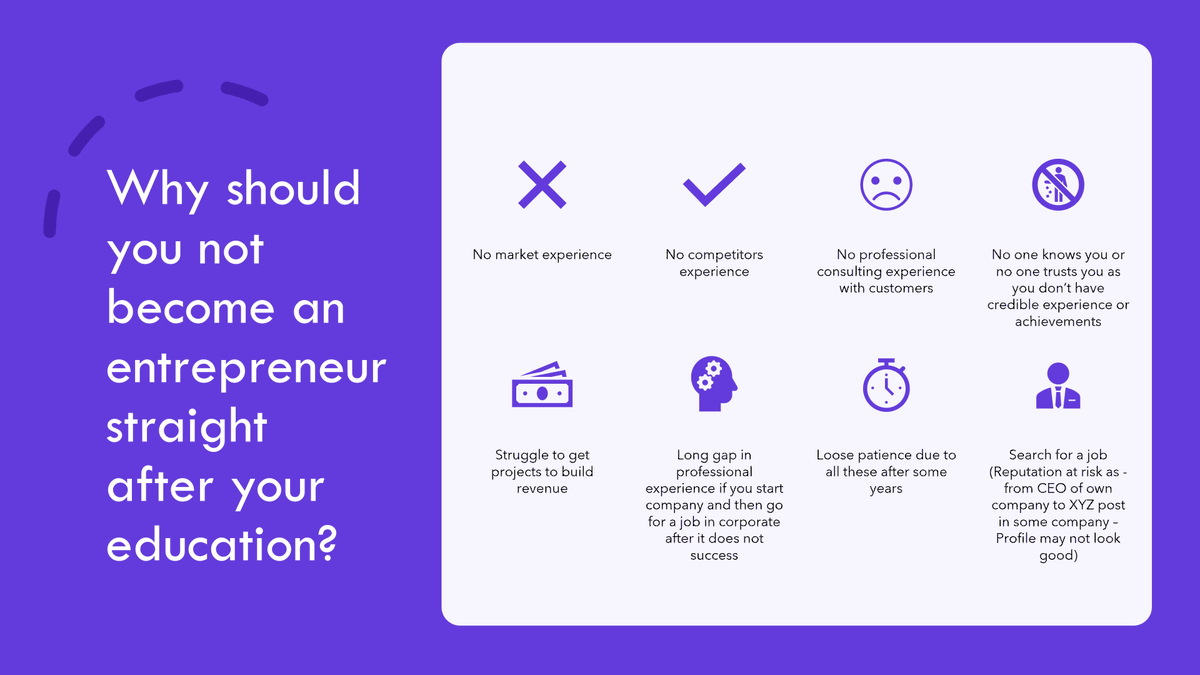 Why should
you not
become an
entrepreneur
straight
after your
education?
No market experience
No competitors
experience
No professional
consulting experience
with customers
No one knows you or
no one trusts you as
you don’t have
credible experience or
achievements
Struggle to get
projects to build
revenue
Long gap in
professional
experience if you start
company and then go
for a job in corporate
after it does not
success
Loose patience due to
all these after some
years
Search for a job
(Reputation at risk as -
from CEO of own
company to XYZ post
in some company –
Profile may not look
good)